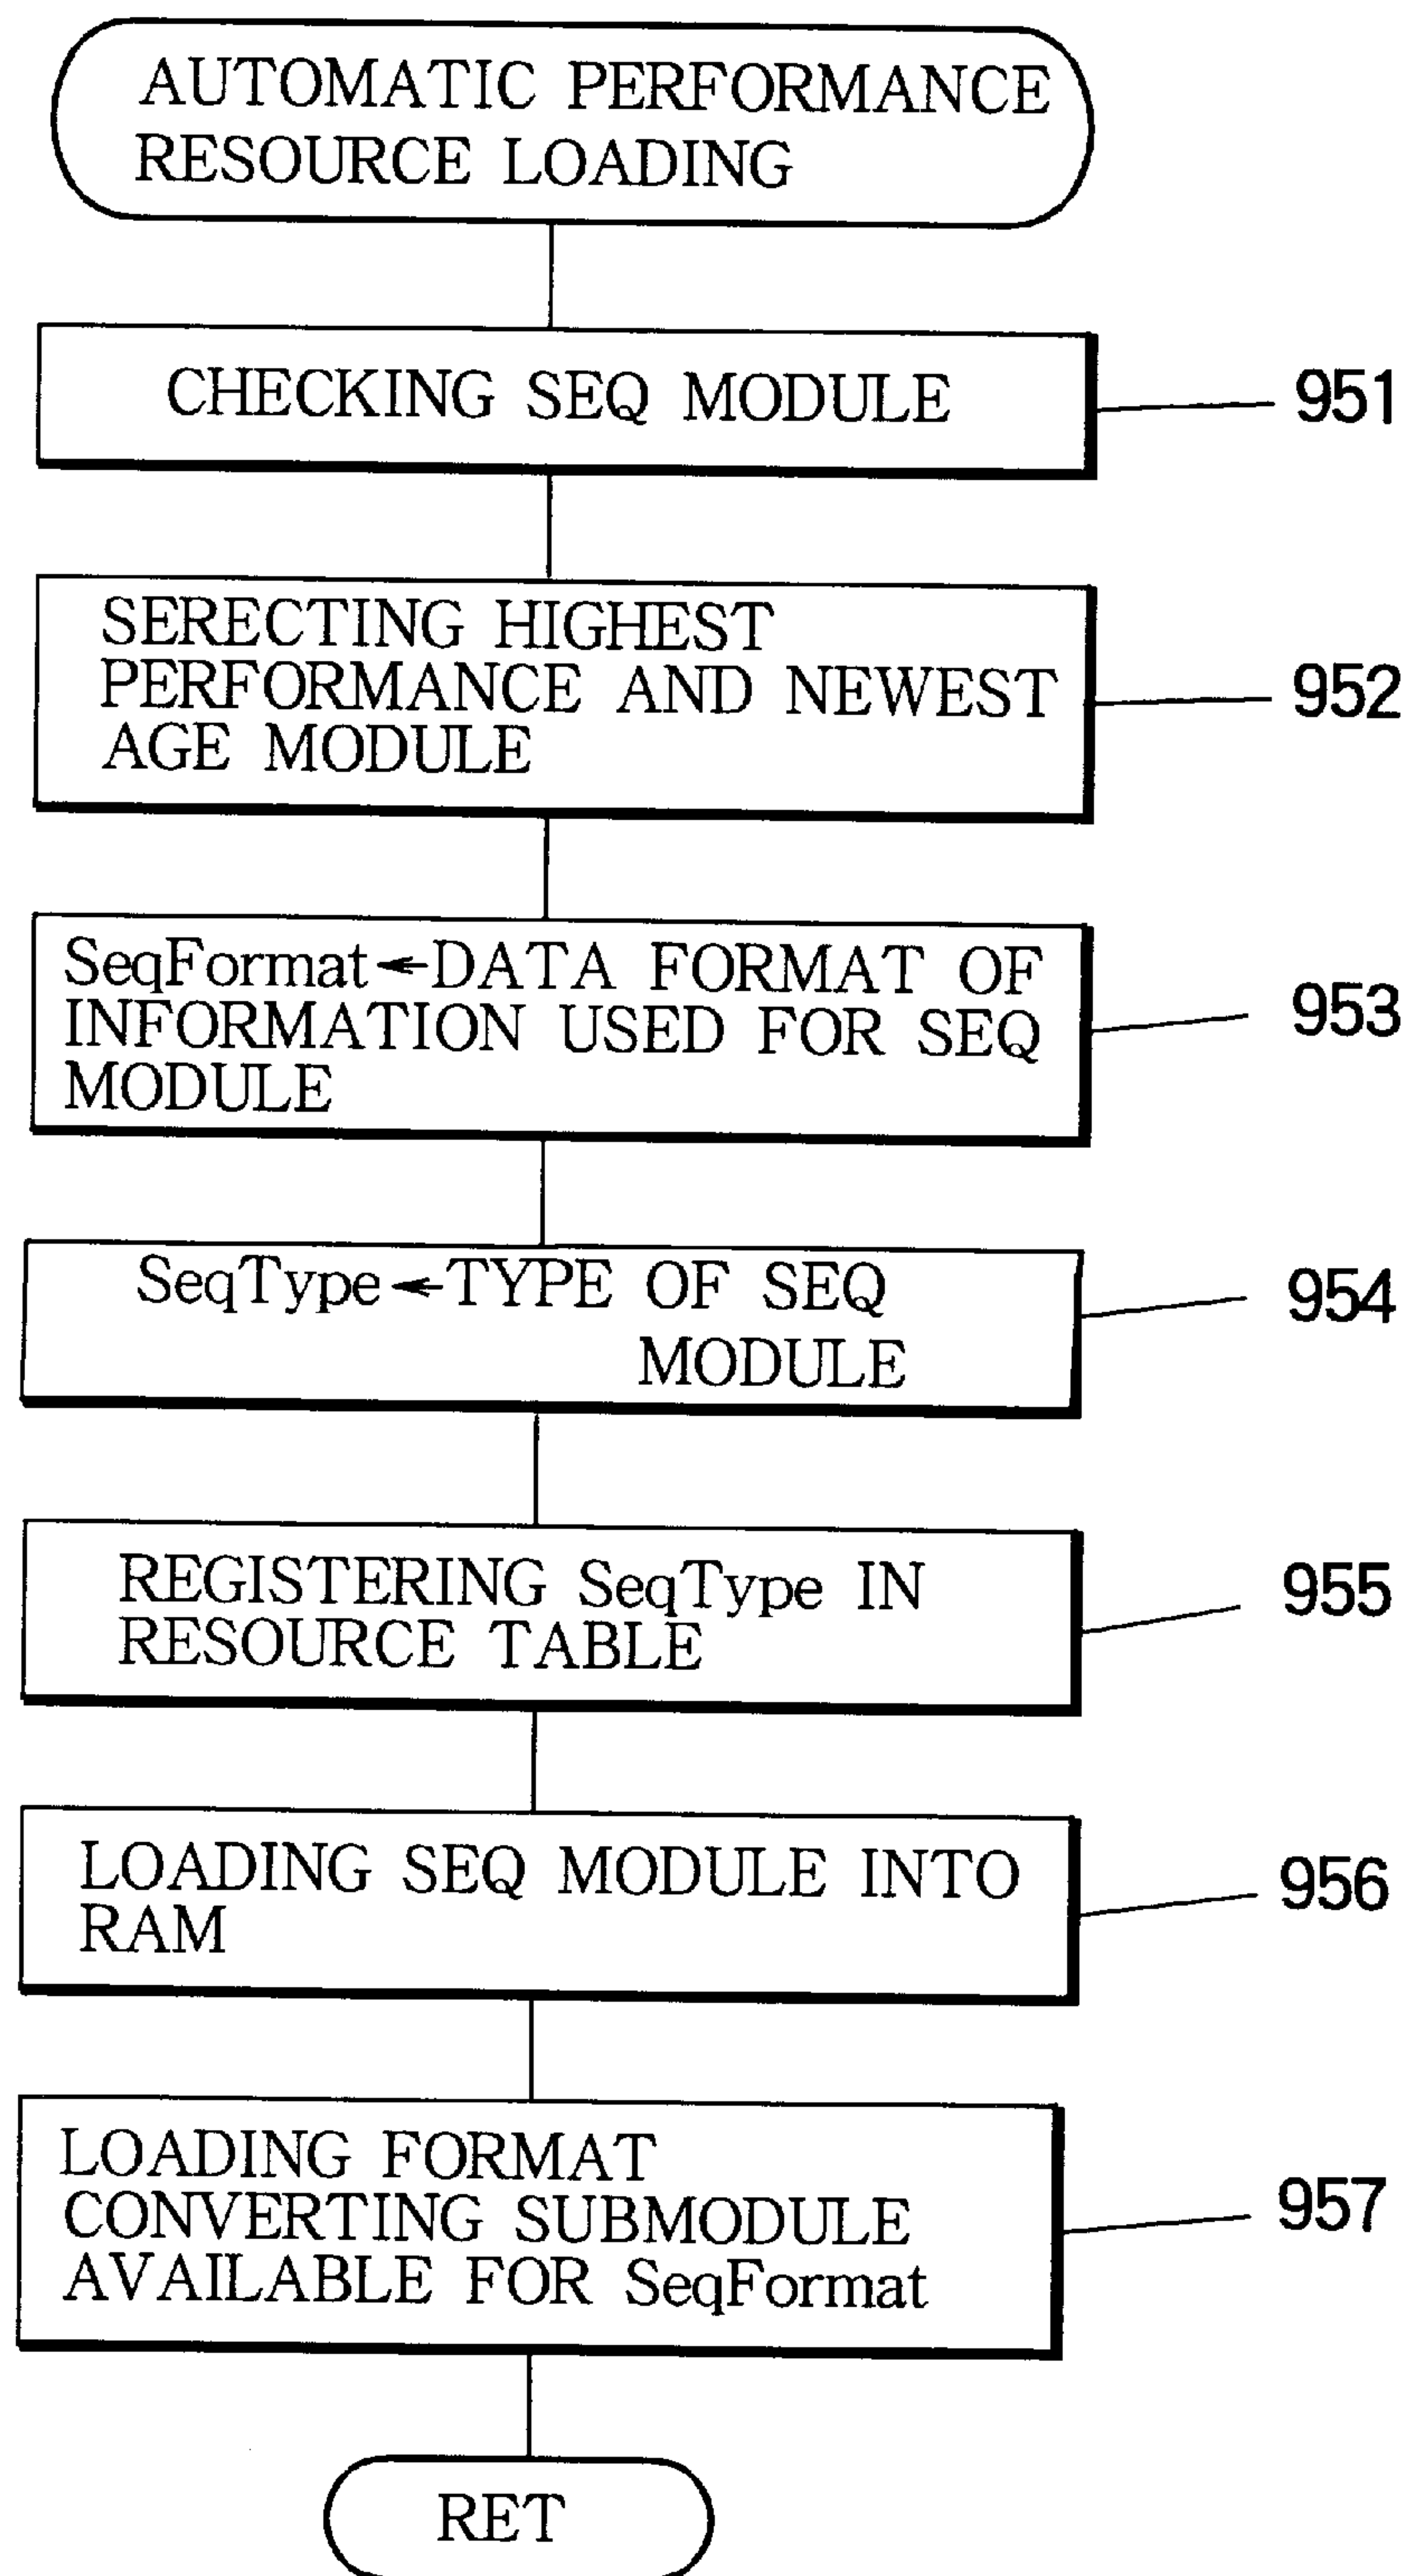 AUTOMATIC PERFORMANCE
RESOURCE LOADING
CHECKING SEQ MODULE
951
SERECTING HIGHEST
PERFORMANCE AND NEWEST
AGE MODULE
952
SeqFormat←DATA FORMAT OF
INFORMATION USED FOR SEQ
MODULE
953
SeqType←TYPE OF SEQ
MODULE
954
REGISTERING SeqType IN
RESOURCE TABLE
955
LOADING SEQ MODULE INTO
RAM
956
LOADING FORMAT
CONVERTING SUBMODULE
AVAILABLE FOR SeqFormat
957
RET